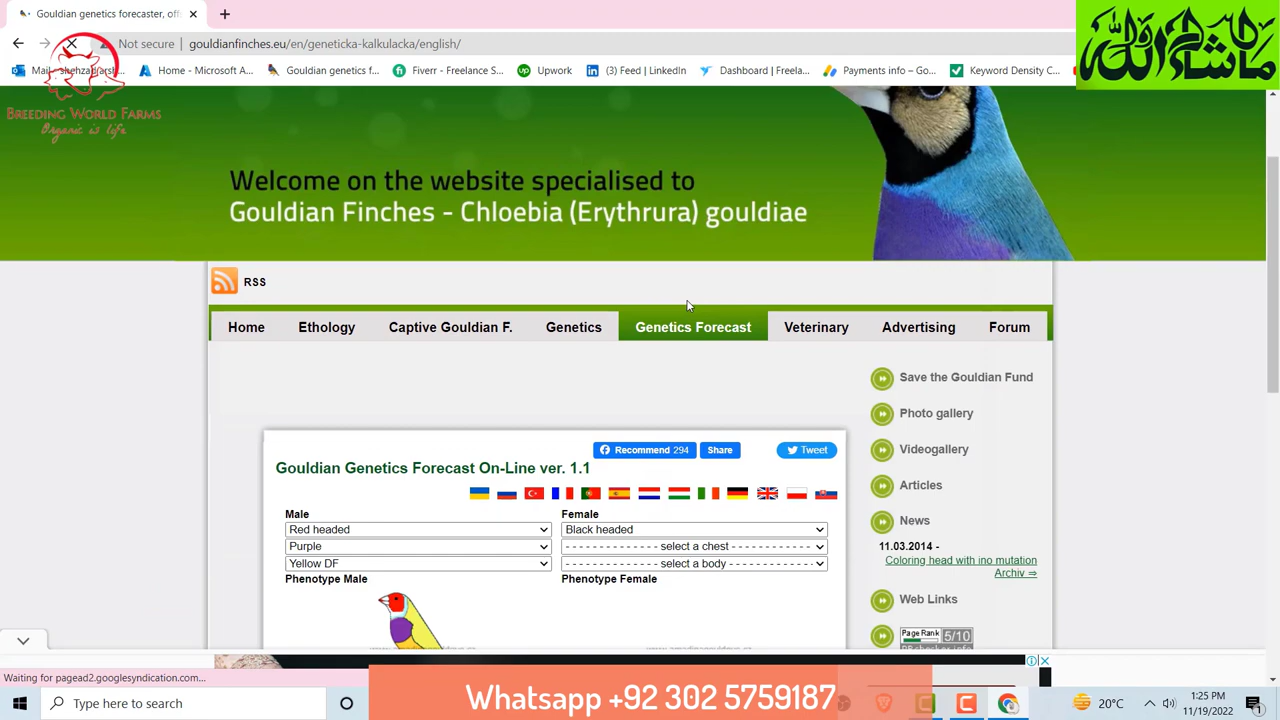 Gouldian genetics forecaster, off
ما شاء الله
Not secure
gouldianfinches.eu/en/geneticka-kalkulacka/english/
Home - Microsoft A...
Gouldian genetics f...
Fiverr - Freelance S...
Upwork
(3) Feed | LinkedIn
Dashboard | Freela...
Payments info – Go...
Keyword Density C...
BREEDING WORLD FARMS
Organic is life
Welcome on the website specialised to
Gouldian Finches - Chloebia (Erythrura) gouldiae
RSS
Home
Ethology
Captive Gouldian F.
Genetics
Genetics Forecast
Veterinary
Advertising
Forum
Save the Gouldian Fund
Photo gallery
Videogallery
Articles
News
11.03.2014 -
Coloring head with ino mutation
Archiv ⇒
Web Links
Page Rank 5/10
Recommend 294
Share
Tweet
Gouldian Genetics Forecast On-Line ver. 1.1
Male
Female
Red headed
Black headed
Purple
- - - - - - - - - - - - select a chest - - - - - - - - - - - -
Yellow DF
- - - - - - - - - - - - select a body - - - - - - - - - - - -
Phenotype Male
Phenotype Female
Waiting for pagead2.googlesyndication.com...
Whatsapp +92 302 5759187
Type here to search
20°C
1:25 PM
11/19/2022